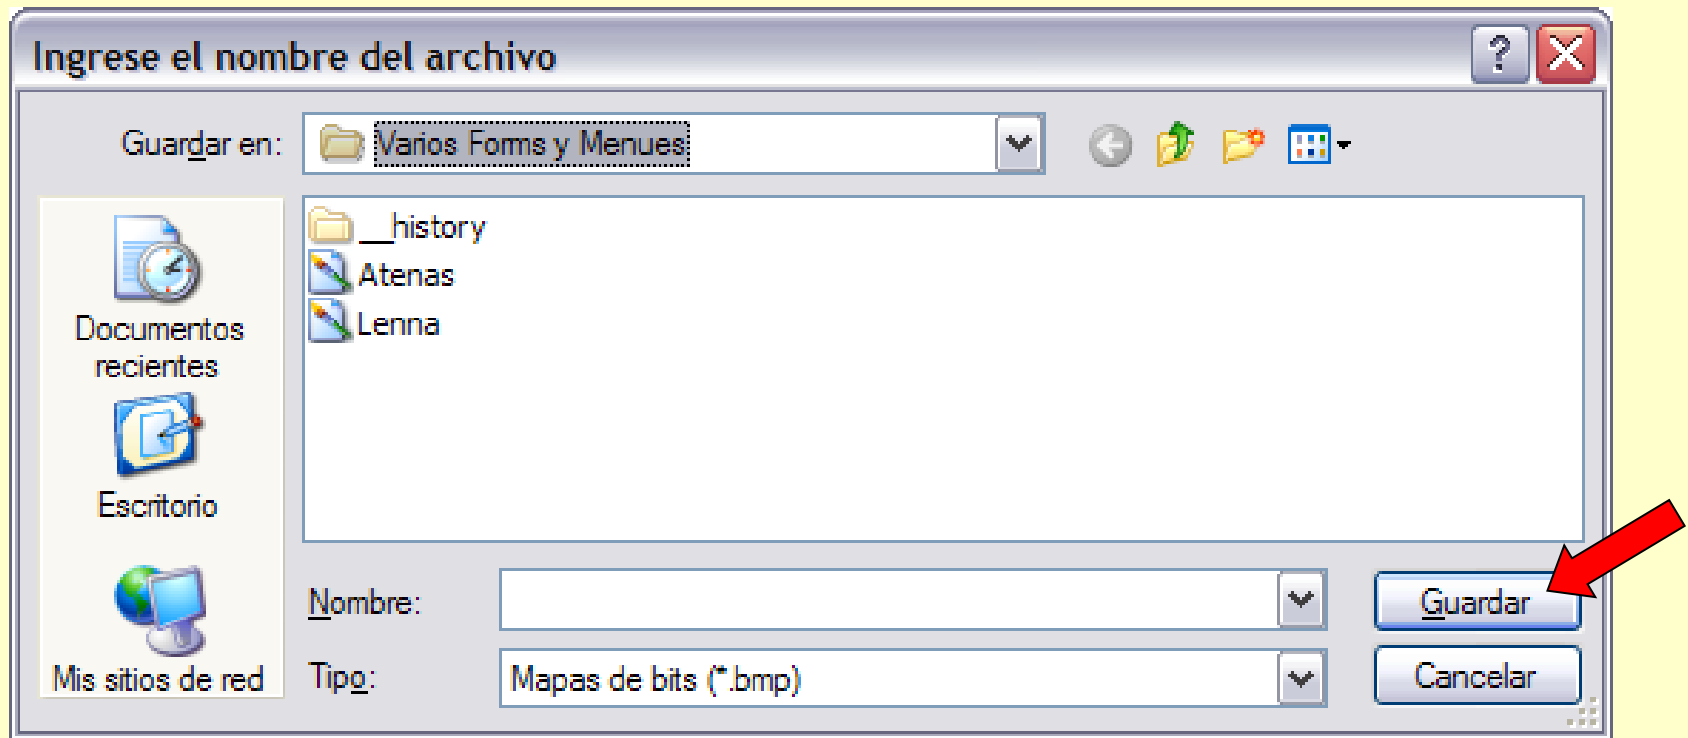 Ingrese el nombre del archivo
Guardar en:
Varios Forms y Menues
__history
Atenas
Lenna
Documentos
recientes
Escritorio
Mis sitios de red
Nombre:
Guardar
Tipo:
Mapas de bits (*.bmp)
Cancelar